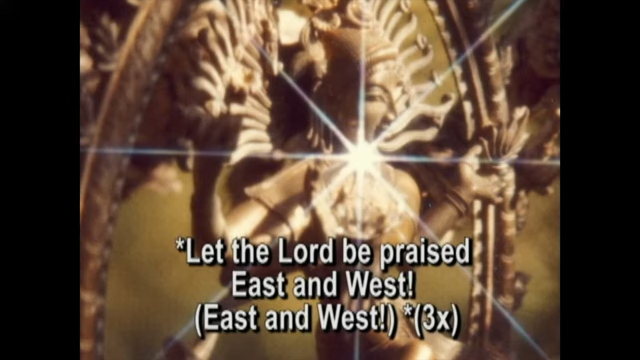 *Let the Lord be praised
East and West!
(East and West!) *(3x)